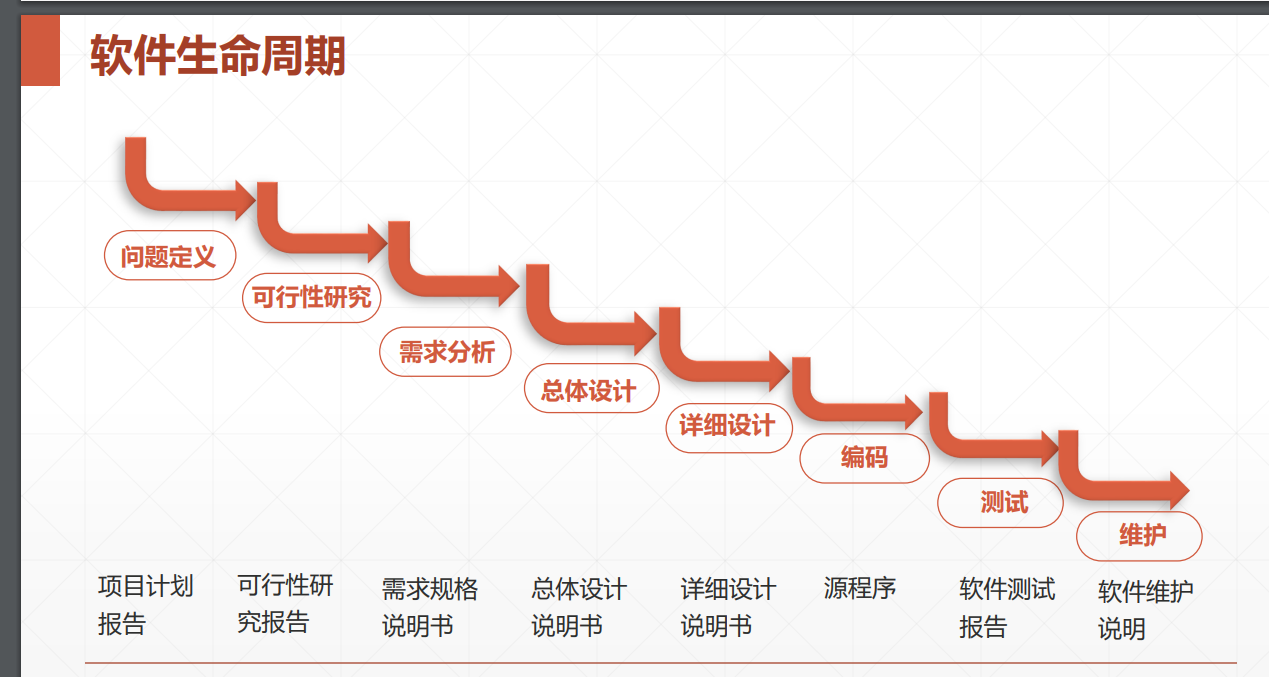 软件生命周期
问题定义
可行性研究
需求分析
总体设计
详细设计
编码
测试
维护
项目计划
报告
可行性研
究报告
需求规格
说明书
总体设计
说明书
详细设计
说明书
源程序
软件测试
报告
软件维护
说明